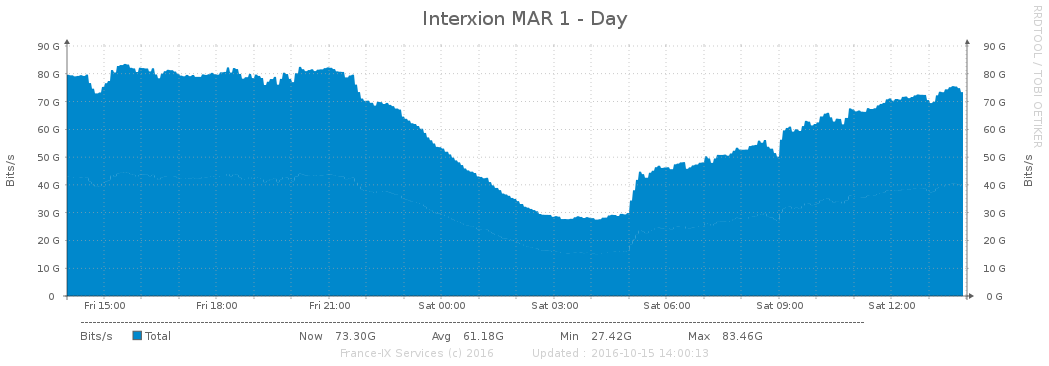 Interxion MAR 1 - Day
RRDTOOL / TOBI OETIKER
Bits/s
90 G
80 G
70 G
60 G
50 G
40 G
30 G
20 G
10 G
0
90 G
80 G
70 G
60 G
50 G
40 G
30 G
20 G
10 G
0 G
Bits/s
Fri 15:00 Fri 18:00 Fri 21:00 Sat 00:00 Sat 03:00 Sat 06:00 Sat 09:00 Sat 12:00
Bits/s Total Now 73.30G Avg 61.18G Min 27.42G Max 83.46G
France-IX Services (c) 2016 Updated : 2016-10-15 14:00:13